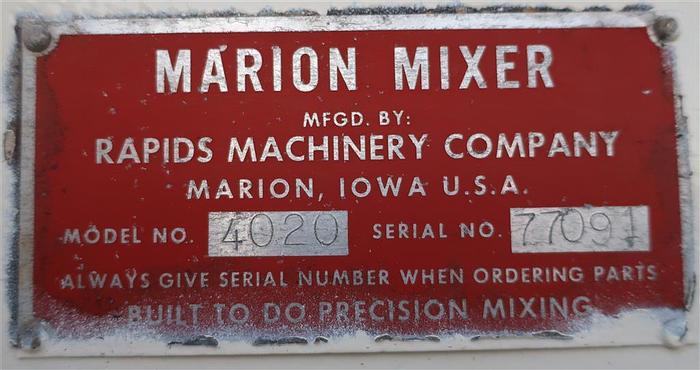 MARION MIXER
MFGD. BY:
RAPIDS MACHINERY COMPANY
MARION, IOWA U.S.A.
MODEL NO. 4020 SERIAL NO. 77091
ALWAYS GIVE SERIAL NUMBER WHEN ORDERING PARTS
BUILT TO DO PRECISION MIXING